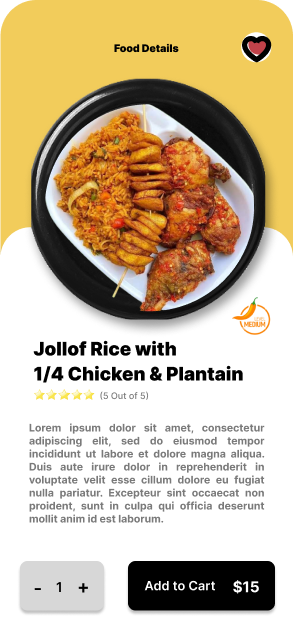 Food Details
MEDIUM
Jollof Rice with
1/4 Chicken & Plantain
(5 Out of 5)
Lorem ipsum dolor sit amet, consectetur
adipiscing elit, sed do eiusmod tempor
incididunt ut labore et dolore magna aliqua.
Duis aute irure dolor in reprehenderit in
voluptate velit esse cillum dolore eu fugiat
nulla pariatur. Excepteur sint occaecat non
proident, sunt in culpa qui officia deserunt
mollit anim id est laborum.
- 1 + Add to Cart $15